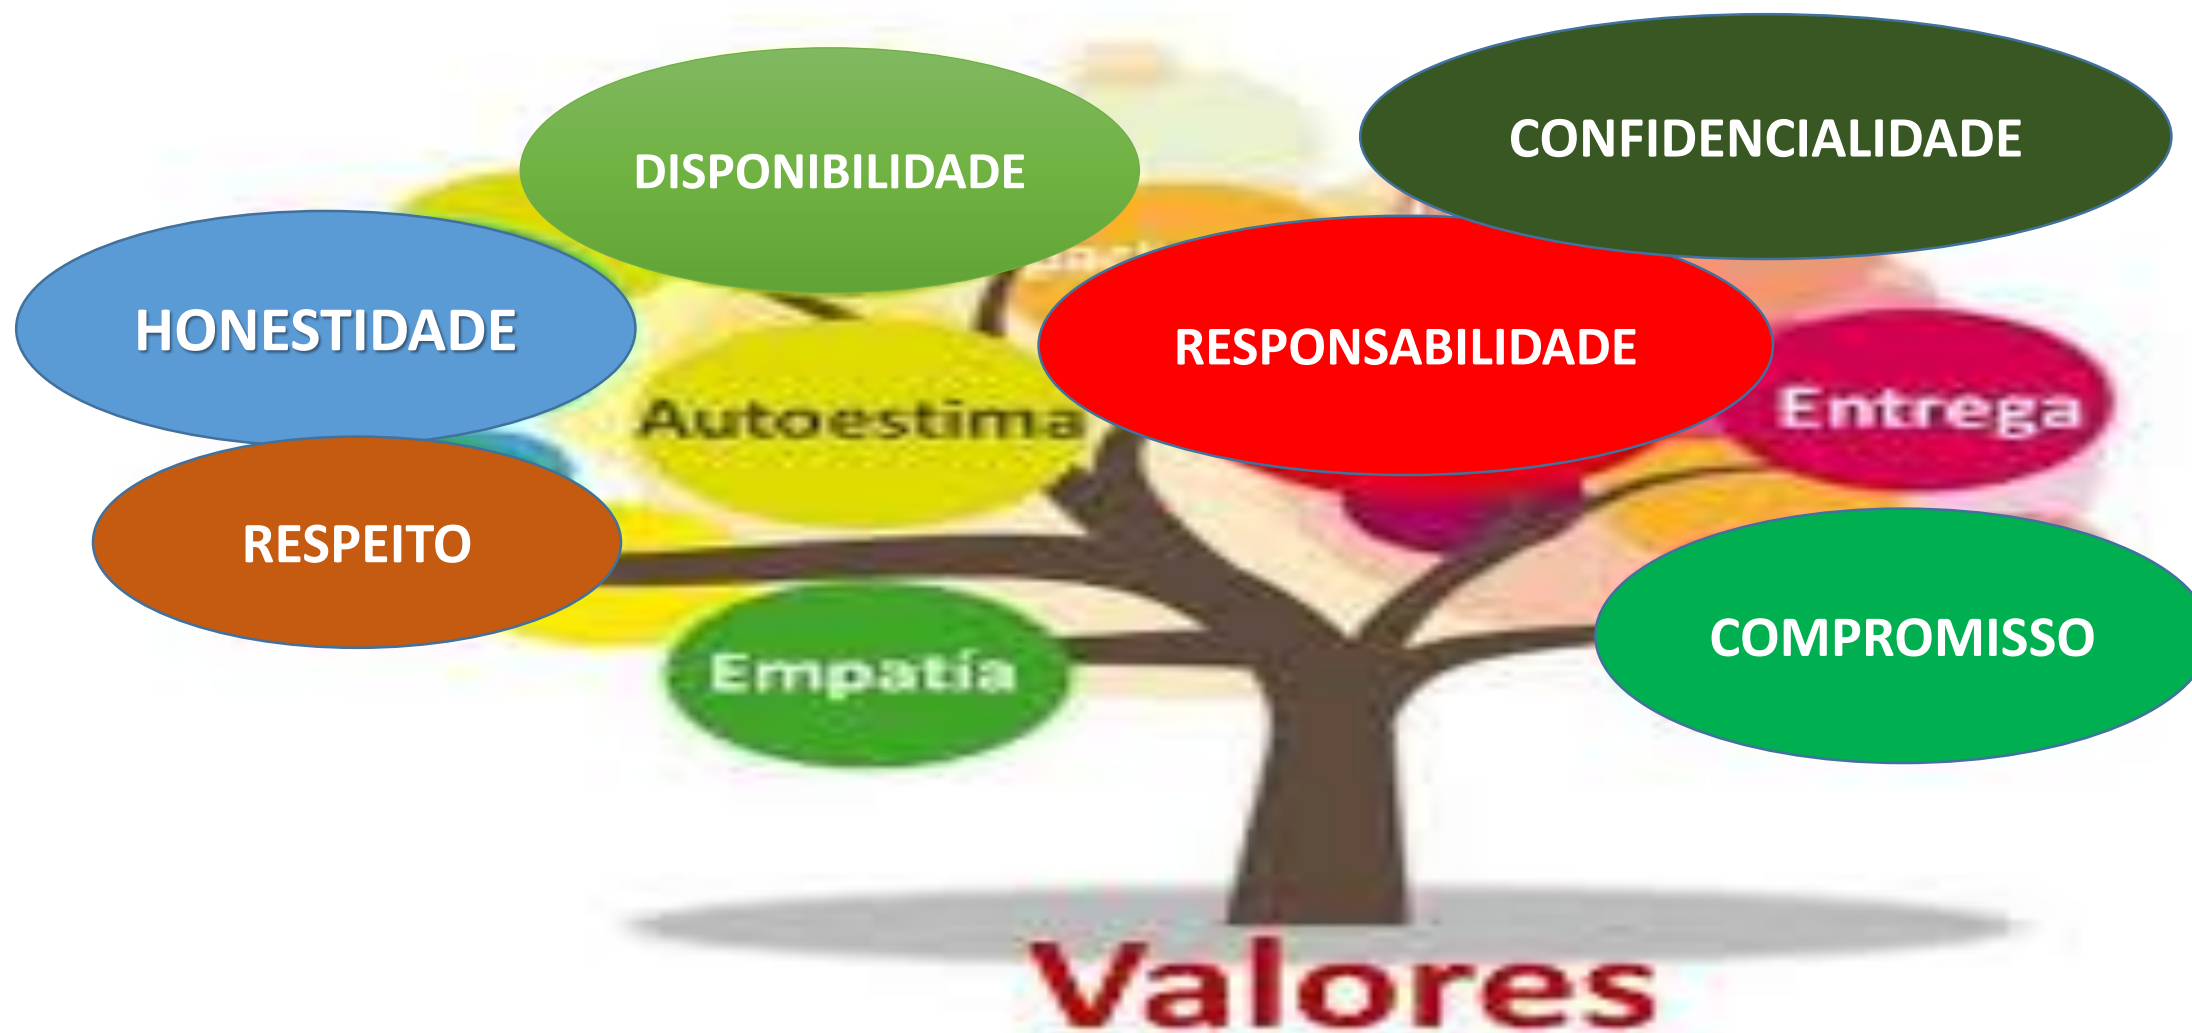 CONFIDENCIALIDADE
DISPONIBILIDADE
HONESTIDADE
RESPONSABILIDADE
Autoestima
Entrega
RESPEITO
COMPROMISSO
Empatía
Valores